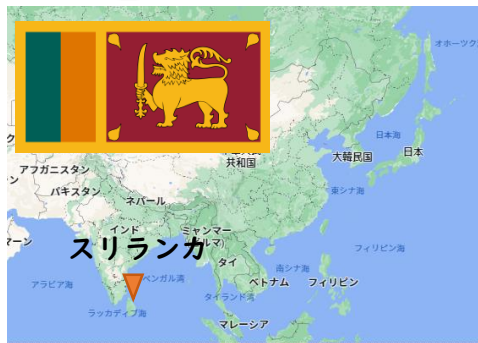 オホーツク
日本海
大韓民国
日本
共和国
アフガニスタン
パキスタン
ネパール
東シナ海
インド
ミャンマー
スリランカ
タイ
フィリピン海
アラビア海
ベンガル湾
南シナ海
ベトナム
フィリピン
タイランド湾
ラッカディブ海
マレーシア